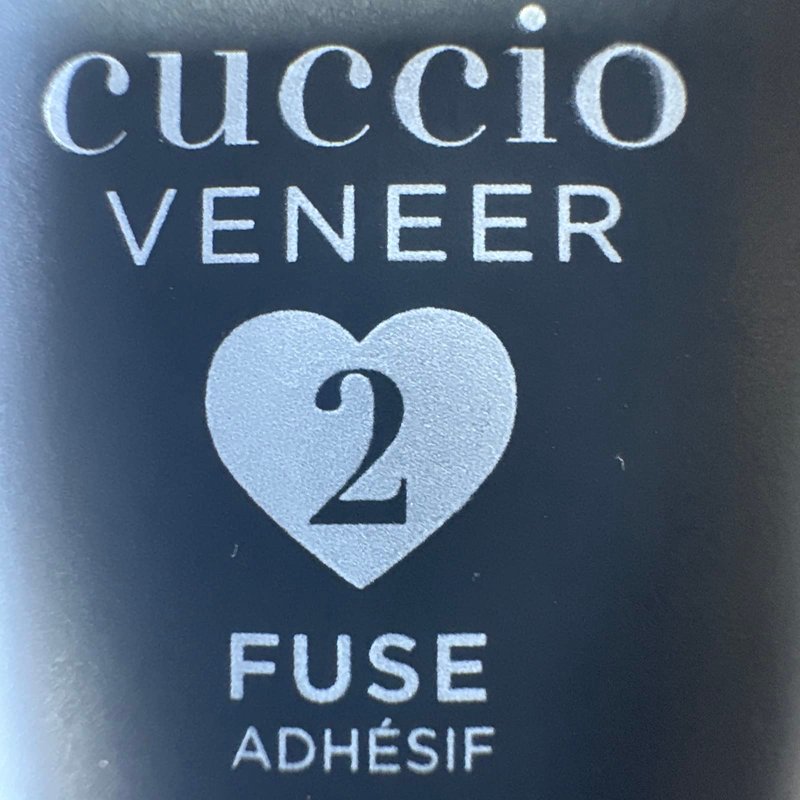 cuccio
VENEER
2
FUSE
ADHÉSIF